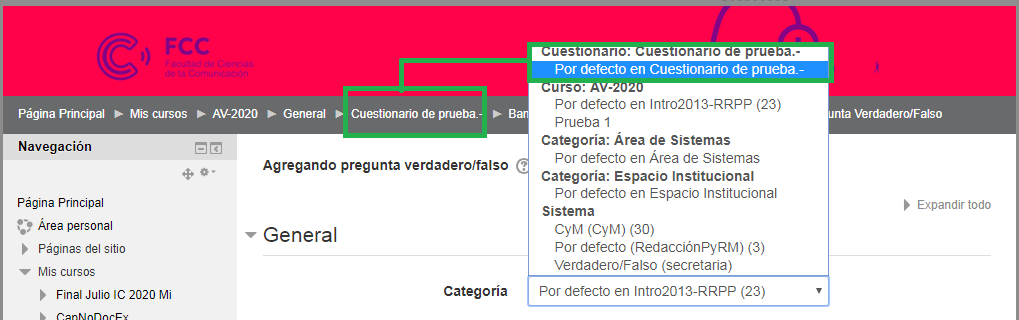 FCC
Facultad de Ciencias
de la Comunicación
Cuestionario: Cuestionario de prueba.-
Por defecto en Cuestionario de prueba.-
Curso: AV-2020
Por defecto en Intro2013-RRPP (23)
Prueba 1
Categoría: Área de Sistemas
Por defecto en Área de Sistemas
Categoría: Espacio Institucional
Por defecto en Espacio Institucional
Sistema
CyM (CyM) (30)
Por defecto (RedacciónPyRM) (3)
Verdadero/Falso (secretaria)
Página Principal Mis cursos AV-2020 General Cuestionario de prueba.- Verdadero/Falso
Navegación
Página Principal
Área personal
Páginas del sitio
Mis cursos
Final Julio IC 2020 Mi
CapNoDocEx
Agregando pregunta verdadero/falso
Expandir todo
General
Categoría Por defecto en Intro2013-RRPP (23)